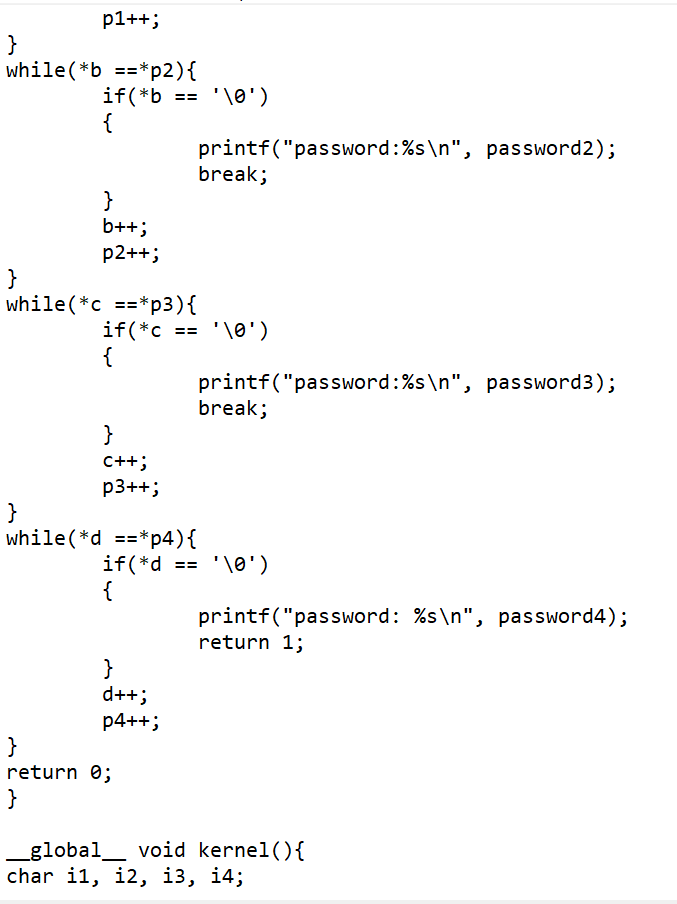 p1++;
}
while(*b ==*p2){
if(*b == '\0')
{
printf("password:%s\n", password2);
break;
}
b++;
p2++;
}
while(*c ==*p3){
if(*c == '\0')
{
printf("password:%s\n", password3);
break;
}
c++;
p3++;
}
while(*d ==*p4){
if(*d == '\0')
{
printf("password: %s\n", password4);
return 1;
}
d++;
p4++;
}
return 0;
}
__global__ void kernel(){
char i1, i2, i3, i4;